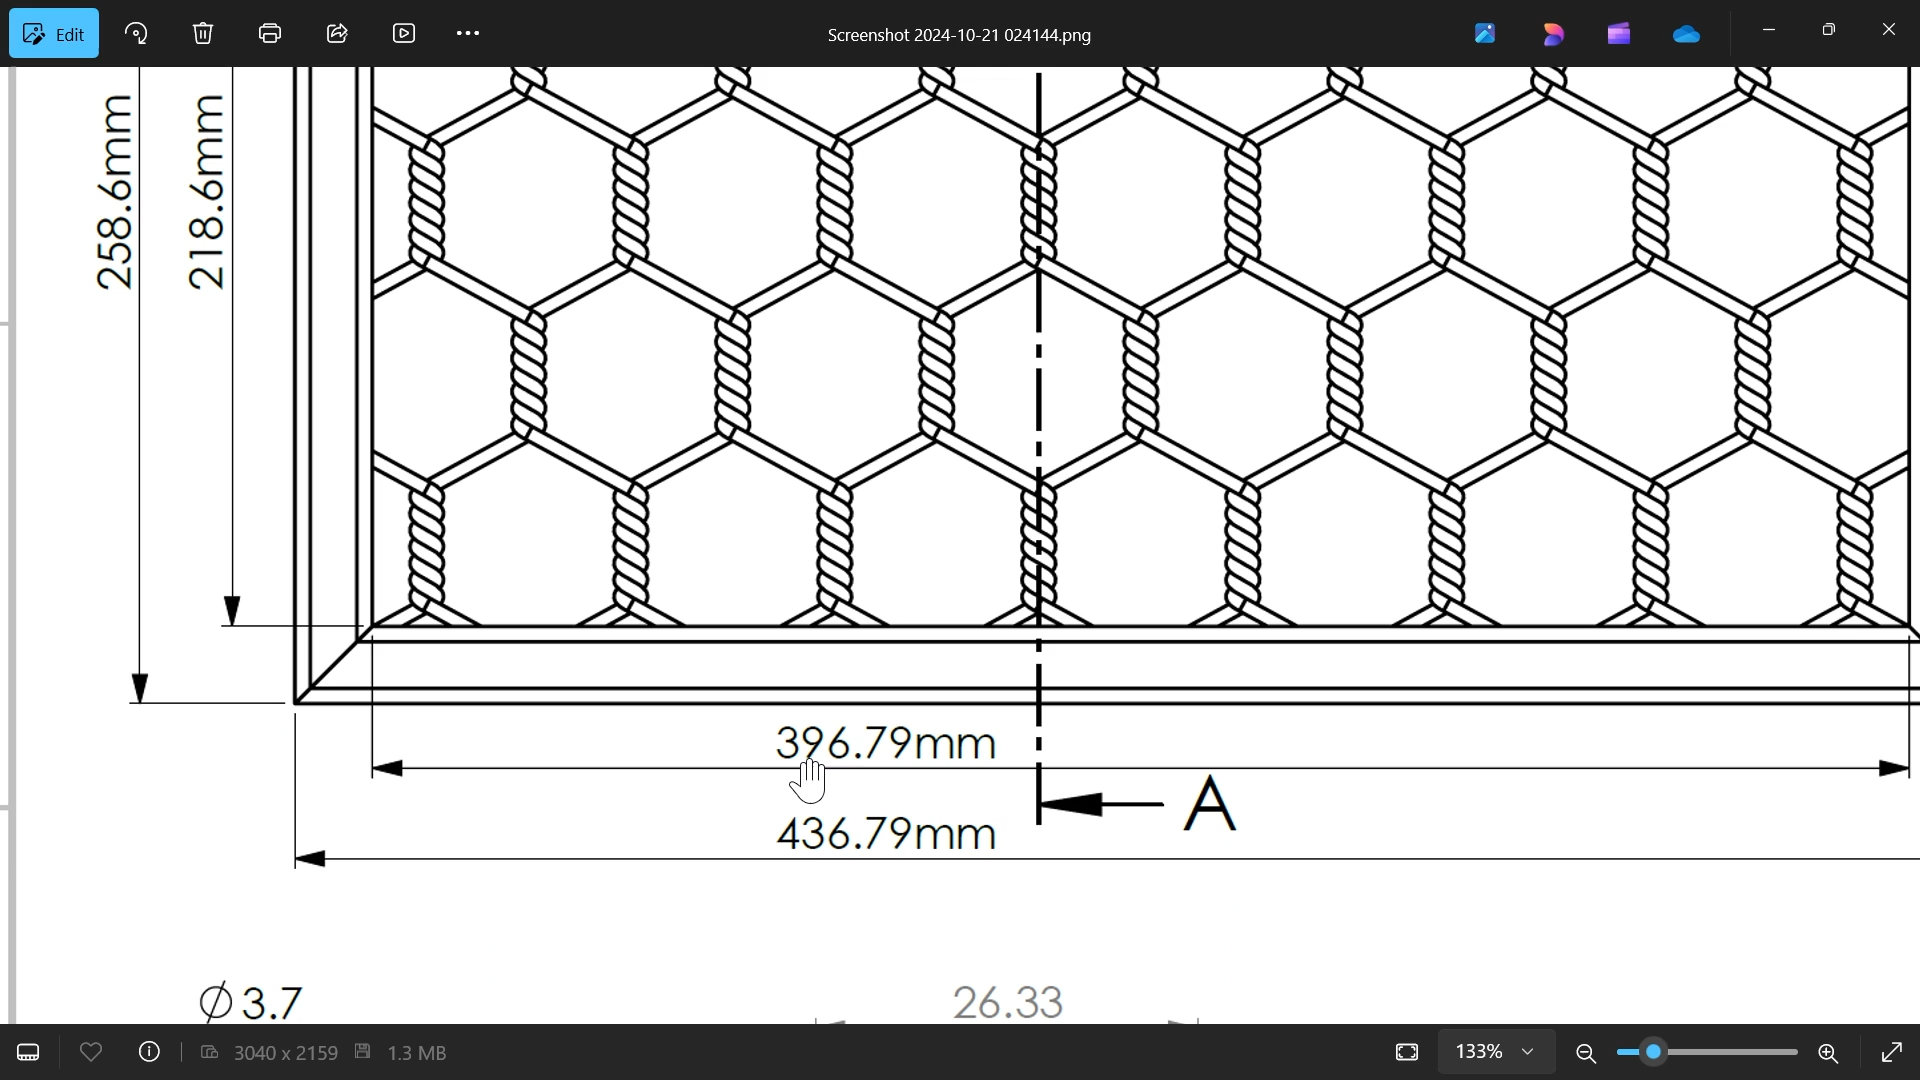 Edit
Screenshot 2024-10-21 024144.png
258.6mm
218.6mm
396.79mm
A
436.79mm
∅3.7
26.33
3040 x 2159
1.3 MB
133%